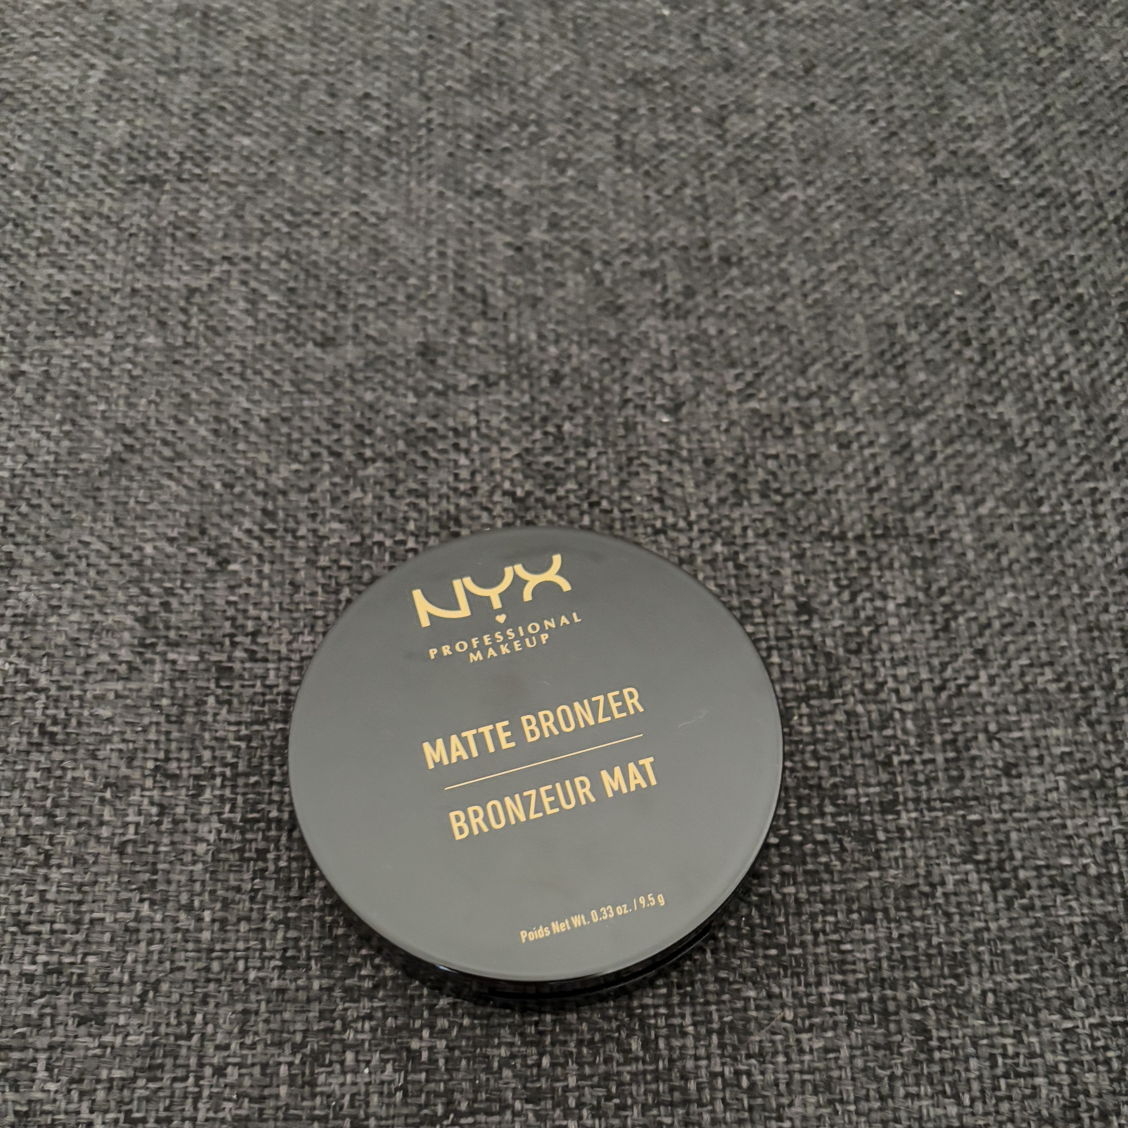 NYX
PROFESSIONAL
MAKEUP
MATTE BRONZER
BRONZEUR MAT
Poids Net Wt. 0.33 oz. / 9.5 g